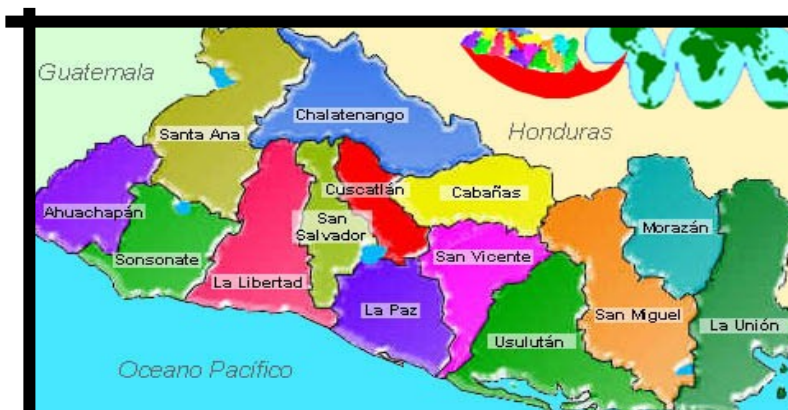 Guatemala
Santa Ana
Chalatenango
Honduras
Ahuachapán
Sonsonate
La Libertad
San
Salvador
Cuscatlán
Cabañas
San Vicente
La Paz
Usulután
San Miguel
Morazán
La Unión
Oceano Pacífico